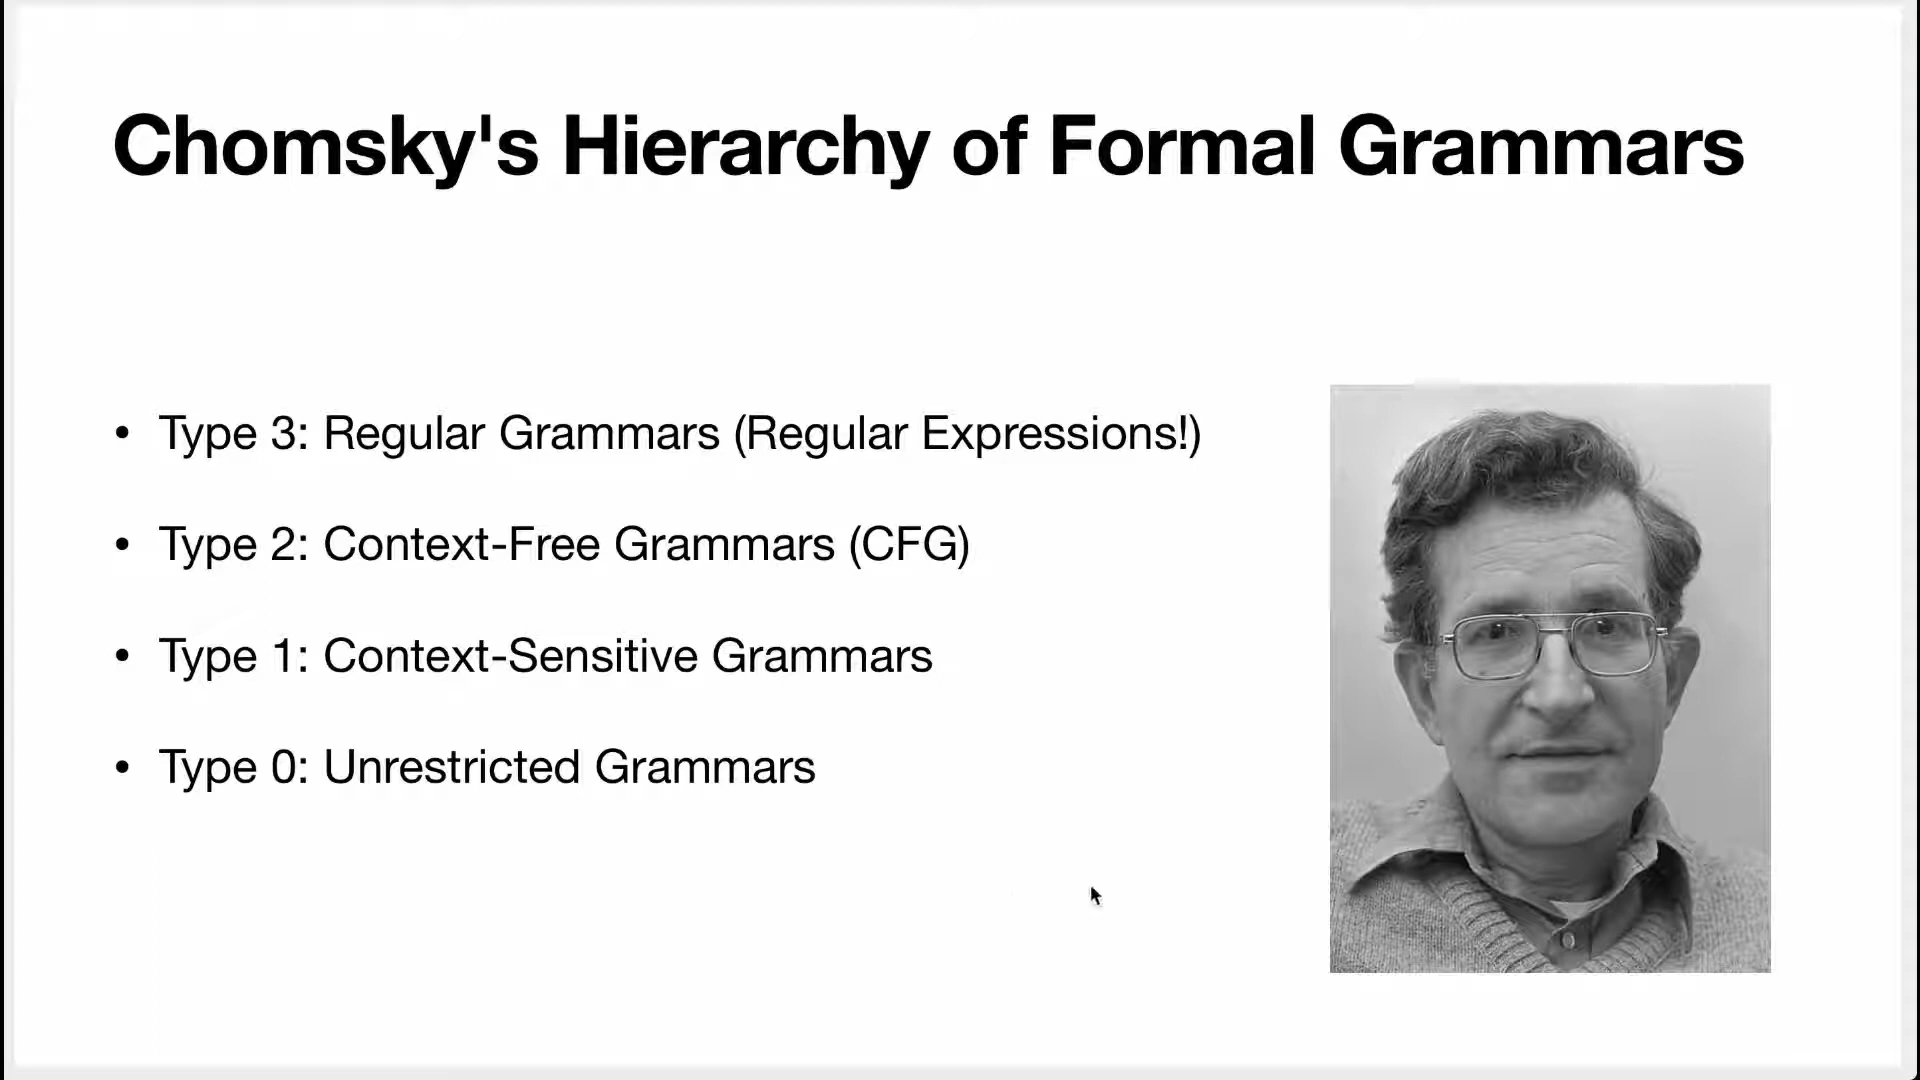 Chomsky's Hierarchy of Formal Grammars
• Type 3: Regular Grammars (Regular Expressions!)
• Type 2: Context-Free Grammars (CFG)
• Type 1: Context-Sensitive Grammars
• Type 0: Unrestricted Grammars